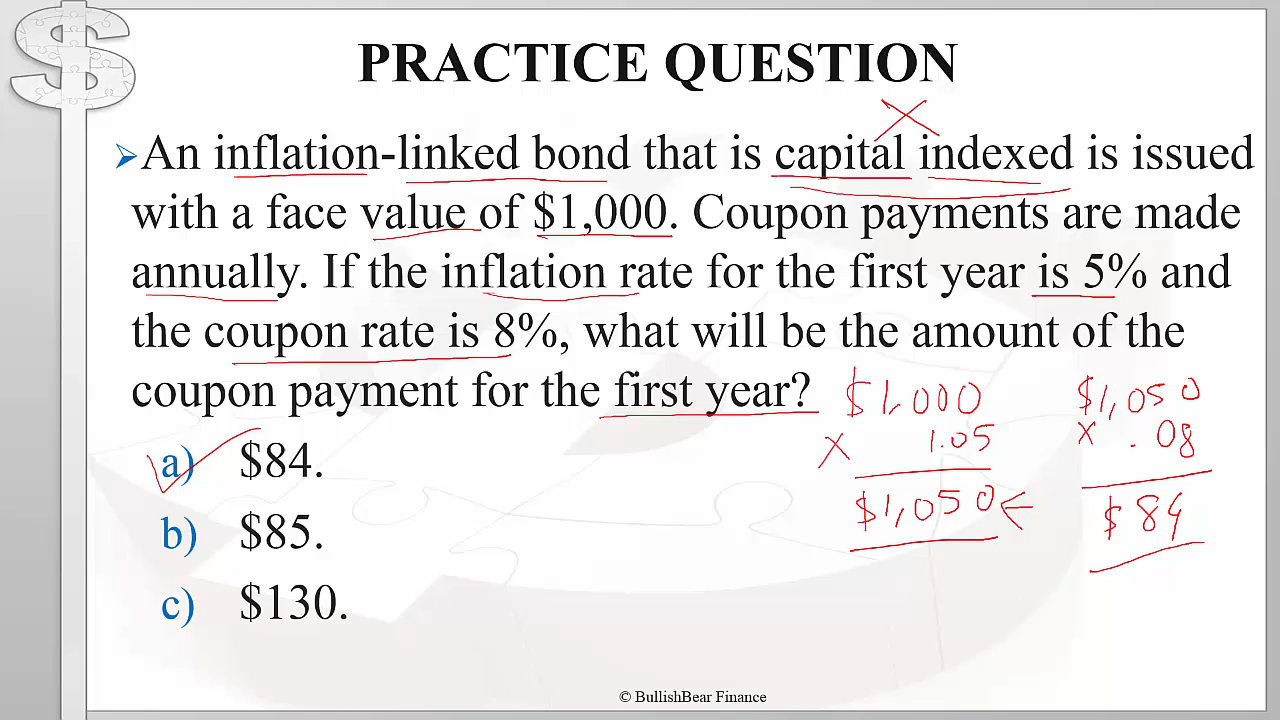 PRACTICE QUESTION
An inflation-linked bond that is capital indexed is issued
with a face value of $1,000. Coupon payments are made
annually. If the inflation rate for the first year is 5% and
the coupon rate is 8%, what will be the amount of the
coupon payment for the first year?
a) $84.
b) $85.
c) $130.
$1,000
X 1.05
$1,050 ←
$1,050
X .08
$84
© BullishBear Finance